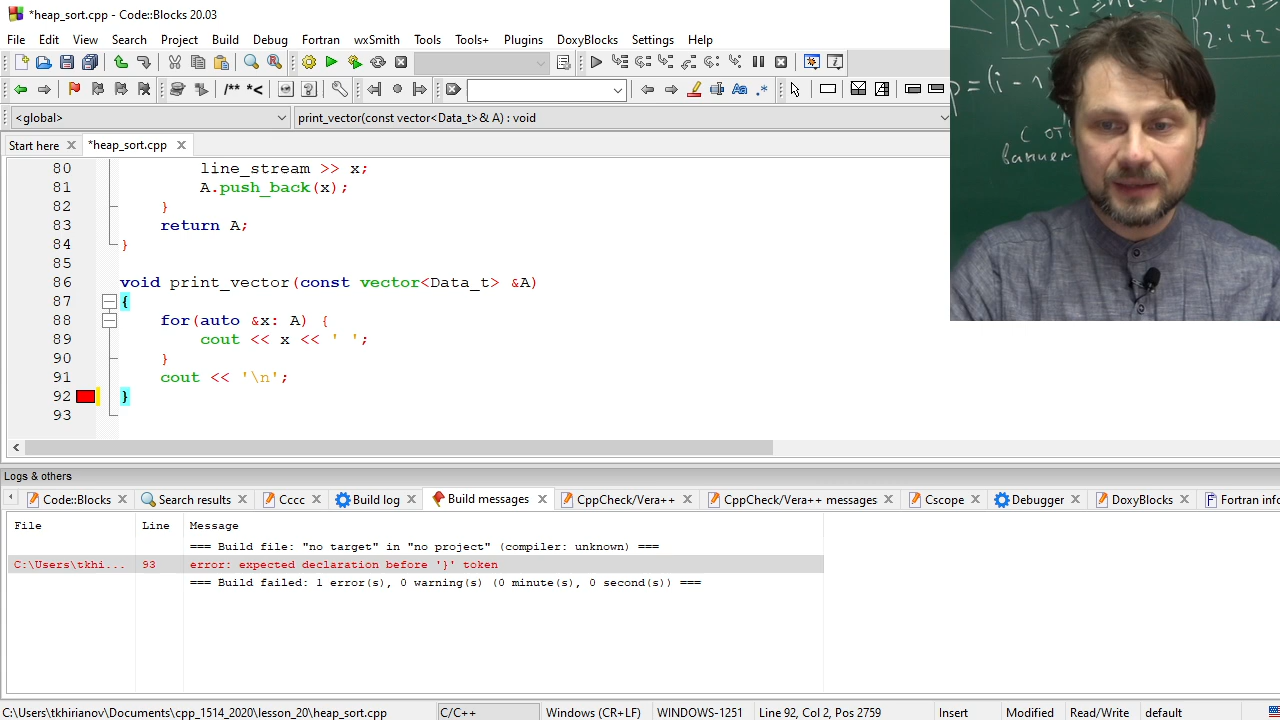 *heap_sort.cpp - Code::Blocks 20.03
File Edit View Search Project Build Debug Fortran wxSmith Tools Tools+ Plugins DoxyBlocks Settings Help
/** *<
Aa .*
<global> print_vector(const vector<Data_t>& A) : void
Start here *heap_sort.cpp
80 line_stream >> x;
81 A.push_back(x);
82 }
83 return A;
84 }
85
86 void print_vector(const vector<Data_t> &A)
87 {
88 for(auto &x: A) {
89 cout << x << ' ';
90 }
91 cout << '\n';
92 }
93
Logs & others
Code::Blocks Search results Cccc Build log Build messages CppCheck/Vera++ CppCheck/Vera++ messages Cscope Debugger DoxyBlocks Fortran info
File Line Message
=== Build file: "no target" in "no project" (compiler: unknown) ===
C:\Users\tkhi... 93 error: expected declaration before '}' token
=== Build failed: 1 error(s), 0 warning(s) (0 minute(s), 0 second(s)) ===
C:\Users\tkhirianov\Documents\cpp_1514_2020\lesson_20\heap_sort.cpp C/C++ Windows (CR+LF) WINDOWS-1251 Line 92, Col 2, Pos 2759 Insert Modified Read/Write default
2·i+2